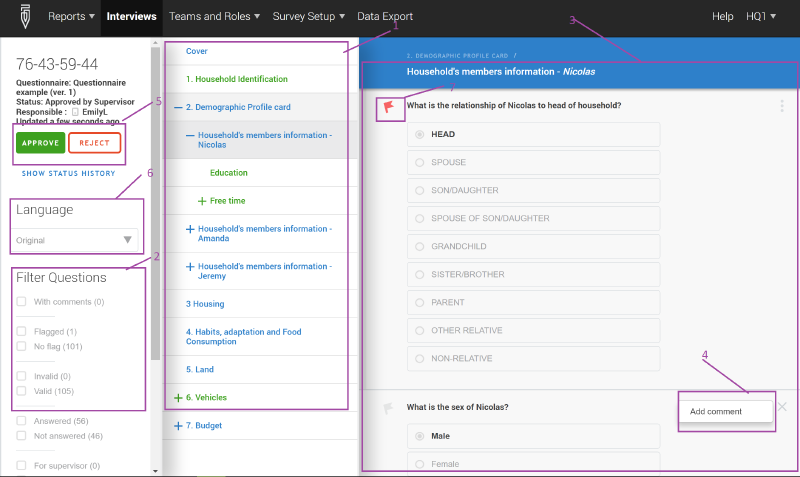 Reports Interviews Teams and Roles Survey Setup Data Export Help HQ1
76-43-59-44
Questionnaire: Questionnaire
example (ver. 1)
Status: Approved by Supervisor
Responsible : EmilyL
Updated a few seconds ago
5
APPROVE REJECT
SHOW STATUS HISTORY
6
Language
Original
2
Filter Questions
With comments (0)
Flagged (1)
No flag (101)
Invalid (0)
Valid (105)
Answered (56)
Not answered (46)
For supervisor (0)
1
Cover
1. Household Identification
2. Demographic Profile card
Household's members information -
Nicolas
Education
Free time
Household's members information -
Amanda
Household's members information -
Jeremy
3 Housing
4. Habits, adaptation and Food
Consumption
5. Land
6. Vehicles
7. Budget
3
2. DEMOGRAPHIC PROFILE CARD /
Household's members information - Nicolas
7
What is the relationship of Nicolas to head of household?
HEAD
SPOUSE
SON/DAUGHTER
SPOUSE OF SON/DAUGHTER
GRANDCHILD
SISTER/BROTHER
PARENT
OTHER RELATIVE
NON-RELATIVE
4
What is the sex of Nicolas?
Add comment
Male
Female